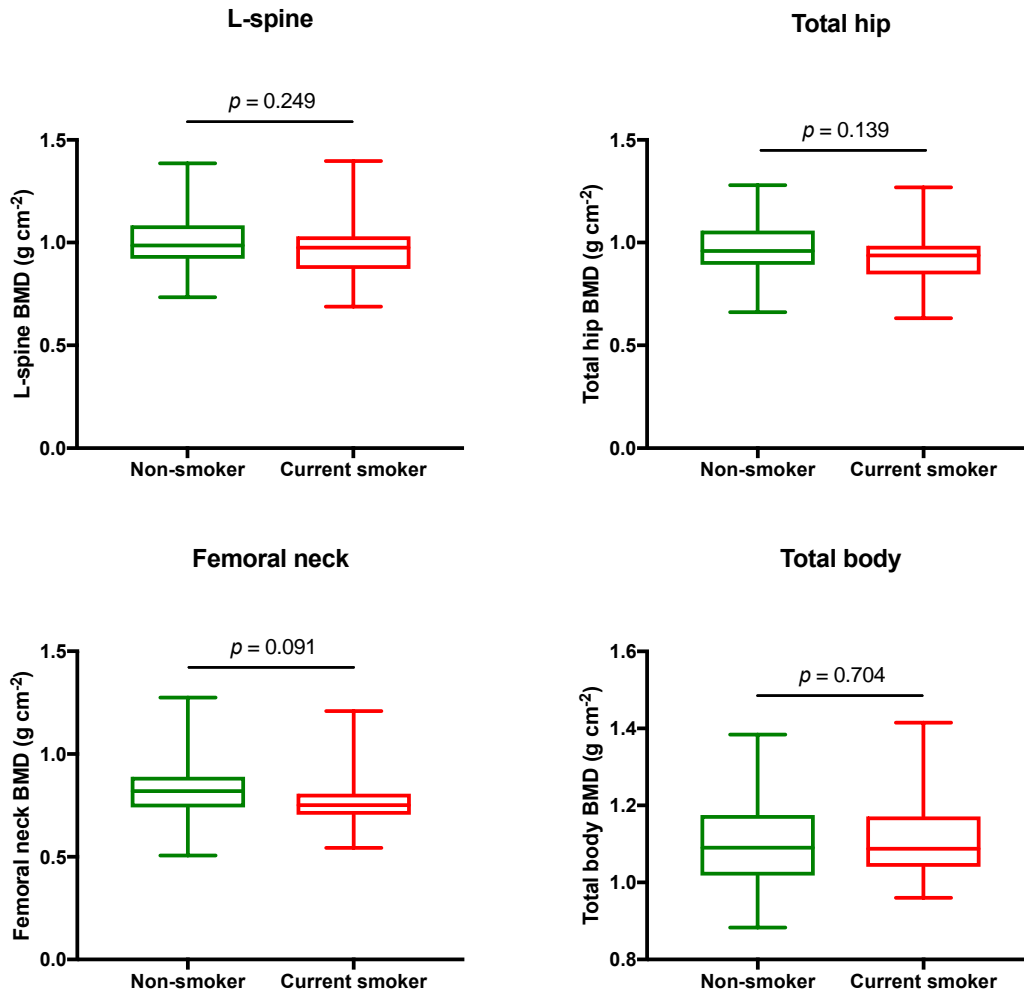 L-spine
p = 0.249
1.5
1.0
0.5
0.0
L-spine BMD (g cm-2)
Non-smoker Current smoker
Total hip
p = 0.139
1.5
1.0
0.5
0.0
Total hip BMD (g cm-2)
Non-smoker Current smoker
Femoral neck
p = 0.091
1.5
1.0
0.5
0.0
Femoral neck BMD (g cm-2)
Non-smoker Current smoker
Total body
p = 0.704
1.6
1.4
1.2
1.0
0.8
Total body BMD (g cm-2)
Non-smoker Current smoker